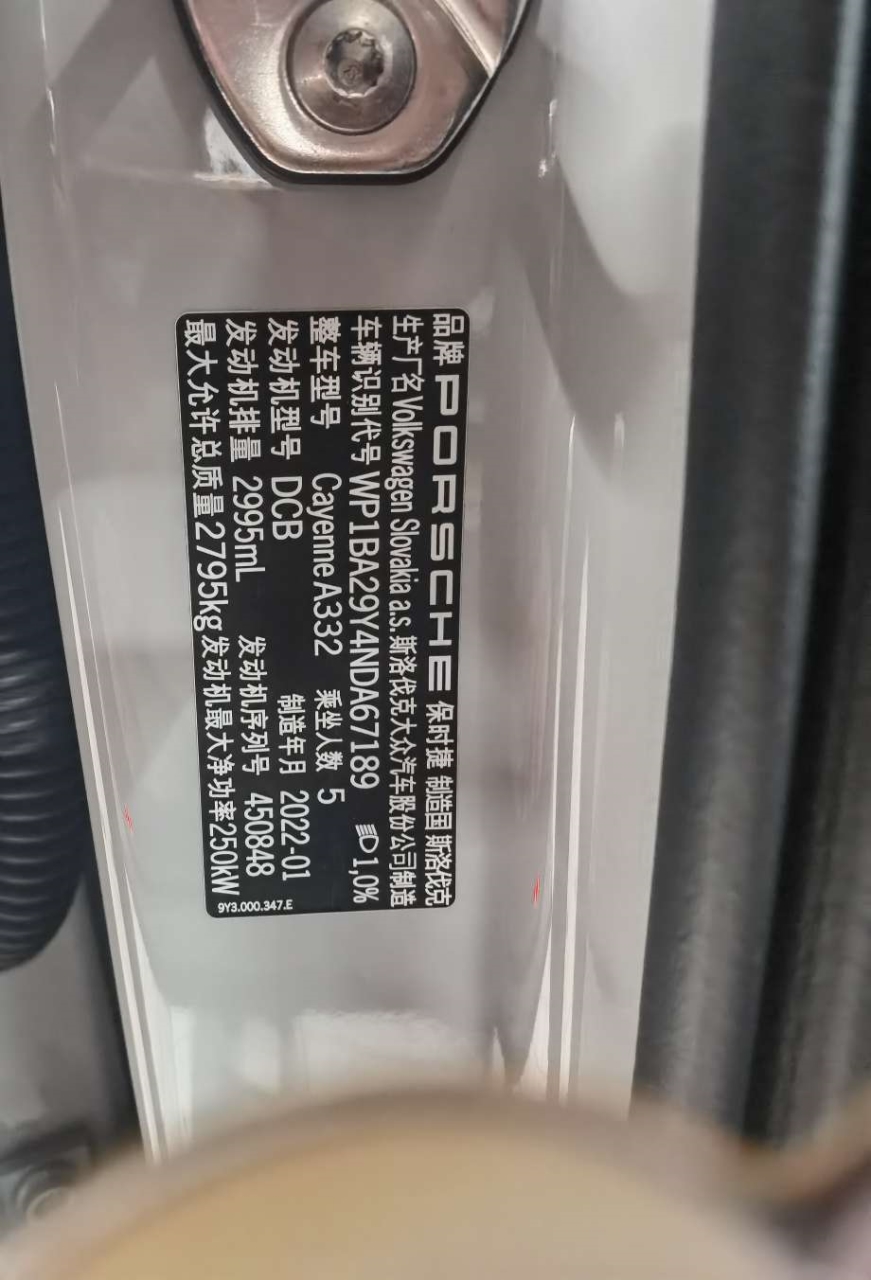 品牌 PORSCHE 保时捷 制造国 斯洛伐克
生产厂名 Volkswagen Slovakia a.s. 斯洛伐克大众汽车股份公司制造
车辆识别代号 WP1BA29Y4NDA67189 1,0%
整车型号 Cayenne A332 乘坐人数 5
发动机型号 DCB 制造年月 2022-01
发动机排量 2995mL 发动机序列号 450848
最大允许总质量 2795kg 发动机最大净功率 250kW
9Y3.000.347.E